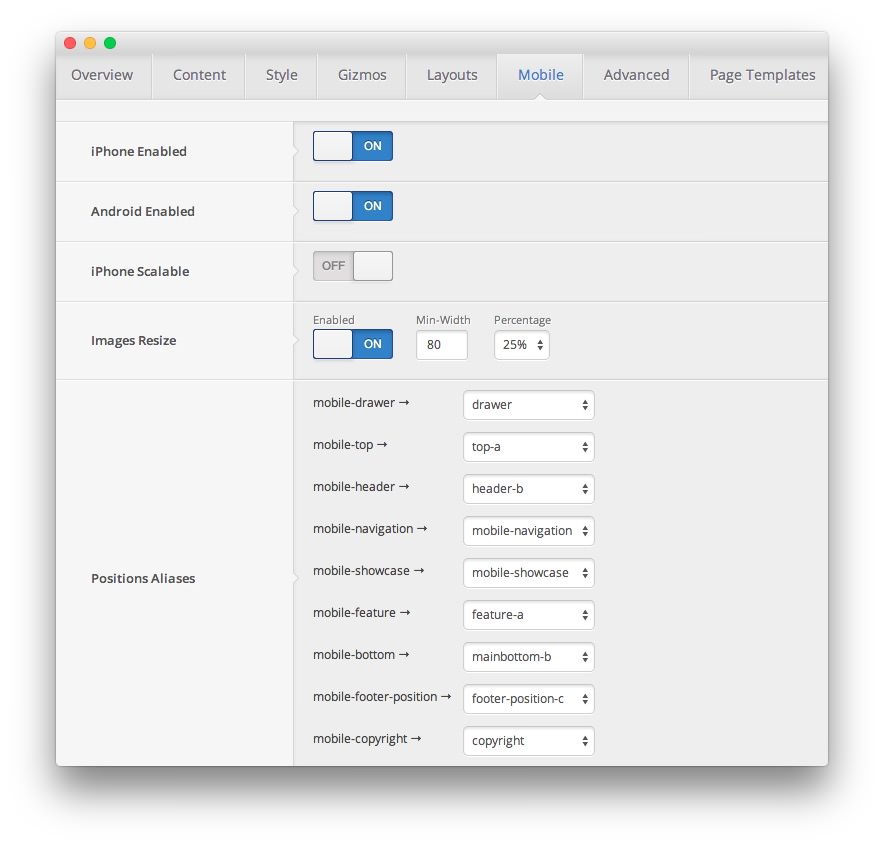 Overview Content Style Gizmos Layouts Mobile Advanced Page Templates
iPhone Enabled ON
Android Enabled ON
iPhone Scalable OFF
Enabled Min-Width Percentage
Images Resize ON 80 25%
mobile-drawer → drawer
mobile-top → top-a
mobile-header → header-b
mobile-navigation → mobile-navigation
mobile-showcase → mobile-showcase
Positions Aliases
mobile-feature → feature-a
mobile-bottom → mainbottom-b
mobile-footer-position → footer-position-c
mobile-copyright → copyright